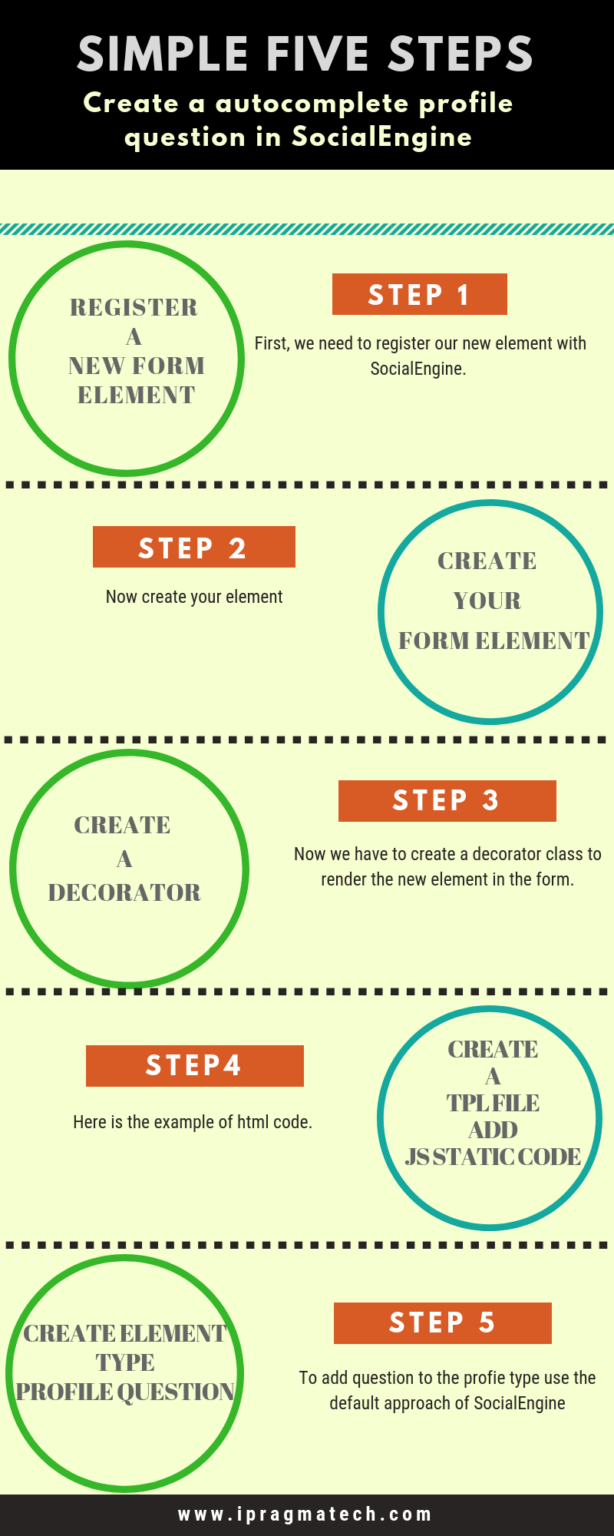 SIMPLE FIVE STEPS
Create a autocomplete profile
question in SocialEngine
REGISTER
A
NEW FORM
ELEMENT
STEP 1
First, we need to register our new element with
SocialEngine.
STEP 2
Now create your element
CREATE
YOUR
FORM ELEMENT
CREATE
A
DECORATOR
STEP 3
Now we have to create a decorator class to
render the new element in the form.
STEP4
Here is the example of html code.
CREATE
A
TPL FILE
ADD
JS STATIC CODE
CREATE ELEMENT
TYPE
PROFILE QUESTION
STEP 5
To add question to the profie type use the
default approach of SocialEngine
www.ipragmatech.com